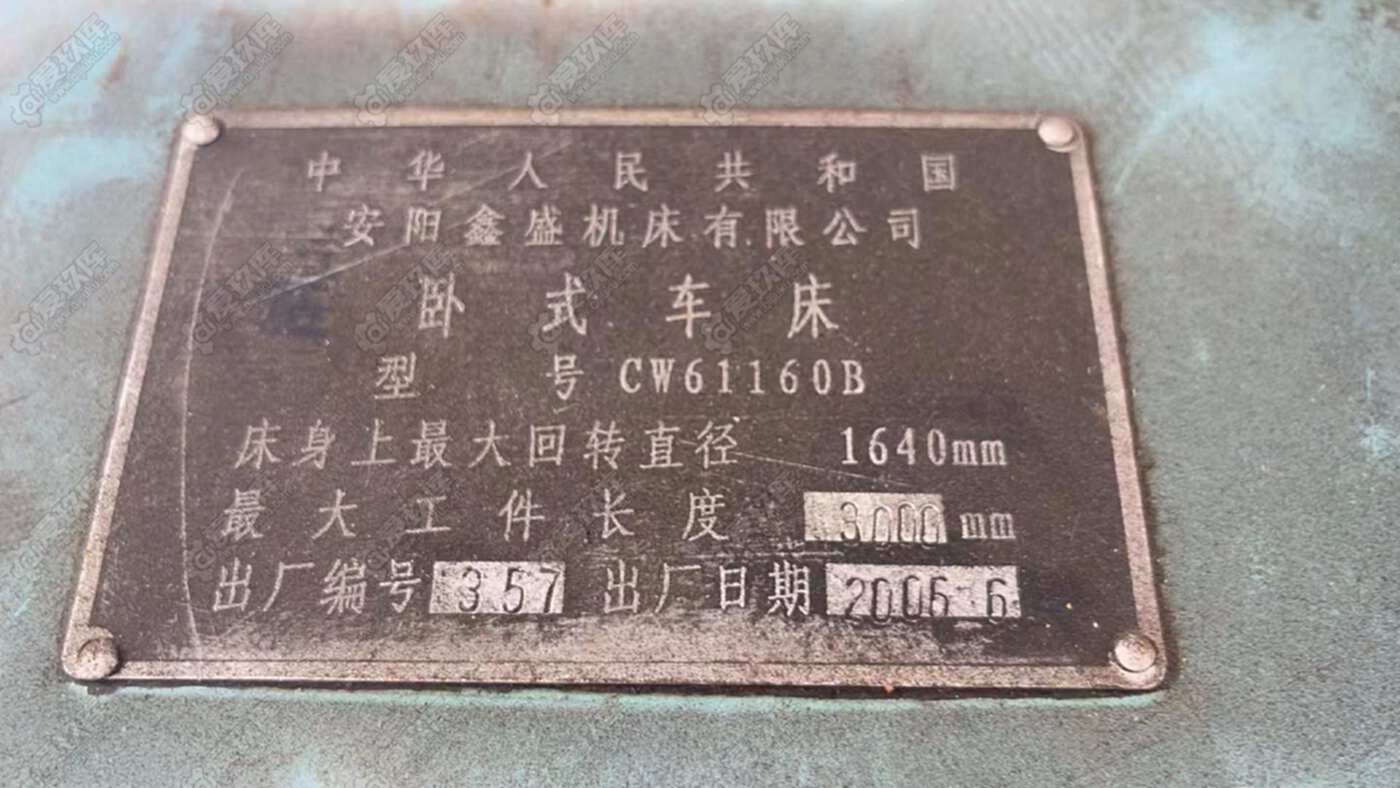 中华人民共和国
安阳鑫盛机床有限公司
卧式车床
型号 CW61160B
床身上最大回转直径 1640mm
最大工件长度 3000 mm
出厂编号 357 出厂日期 2006 6